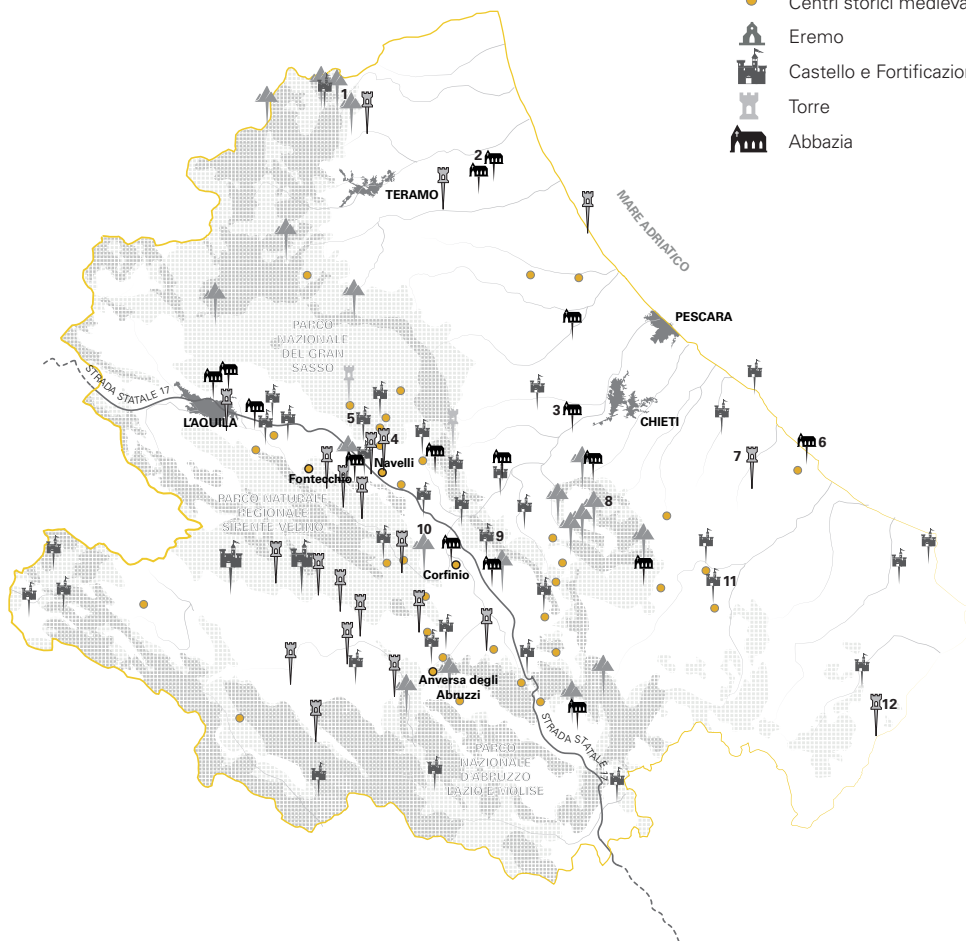 Centri storici medieva
Eremo
Castello e Fortificazion
Torre
Abbazia
1
2
TERAMO
MARE ADRIATICO
PESCARA
PARCO
NAZIONALE
DEL GRAN
SASSO
STRADA STATALE 17
L'AQUILA
3
CHIETI
5
4
6
7
Navelli
Fontecchio
PARCO NATURALE
REGIONALE
SIRENTE VELINO
8
10
9
Corfinio
11
Anversa degli
Abruzzi
12
STRADA STATALE 17
PARCO
NAZIONALE
D'ABRUZZO
LAZIO E MOLISE